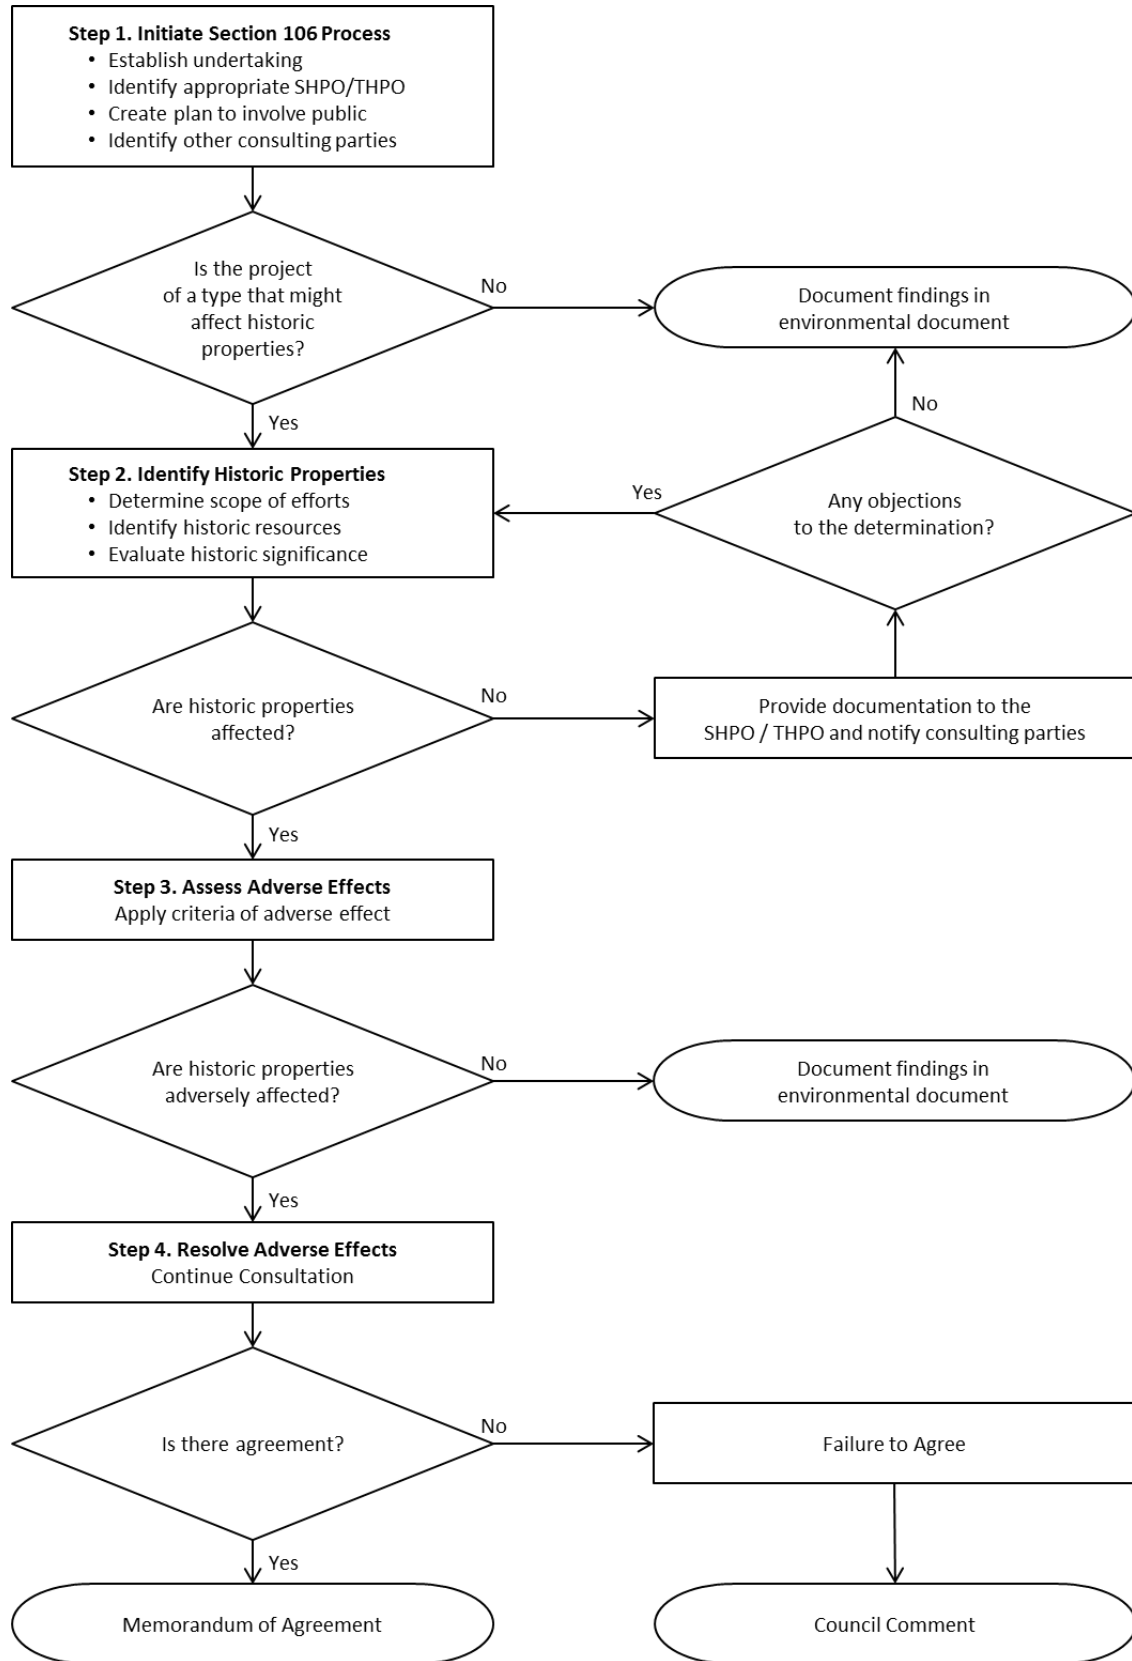 Step 1. Initiate Section 106 Process
• Establish undertaking
• Identify appropriate SHPO/THPO
• Create plan to involve public
• Identify other consulting parties
Is the project
of a type that might
affect historic
properties?
No
Document findings in
environmental document
Yes
No
Step 2. Identify Historic Properties
• Determine scope of efforts
• Identify historic resources
• Evaluate historic significance
Yes
Any objections
to the determination?
Are historic properties
affected?
No
Provide documentation to the
SHPO / THPO and notify consulting parties
Yes
Step 3. Assess Adverse Effects
Apply criteria of adverse effect
Are historic properties
adversely affected?
No
Document findings in
environmental document
Yes
Step 4. Resolve Adverse Effects
Continue Consultation
Is there agreement?
No
Failure to Agree
Yes
Memorandum of Agreement
Council Comment